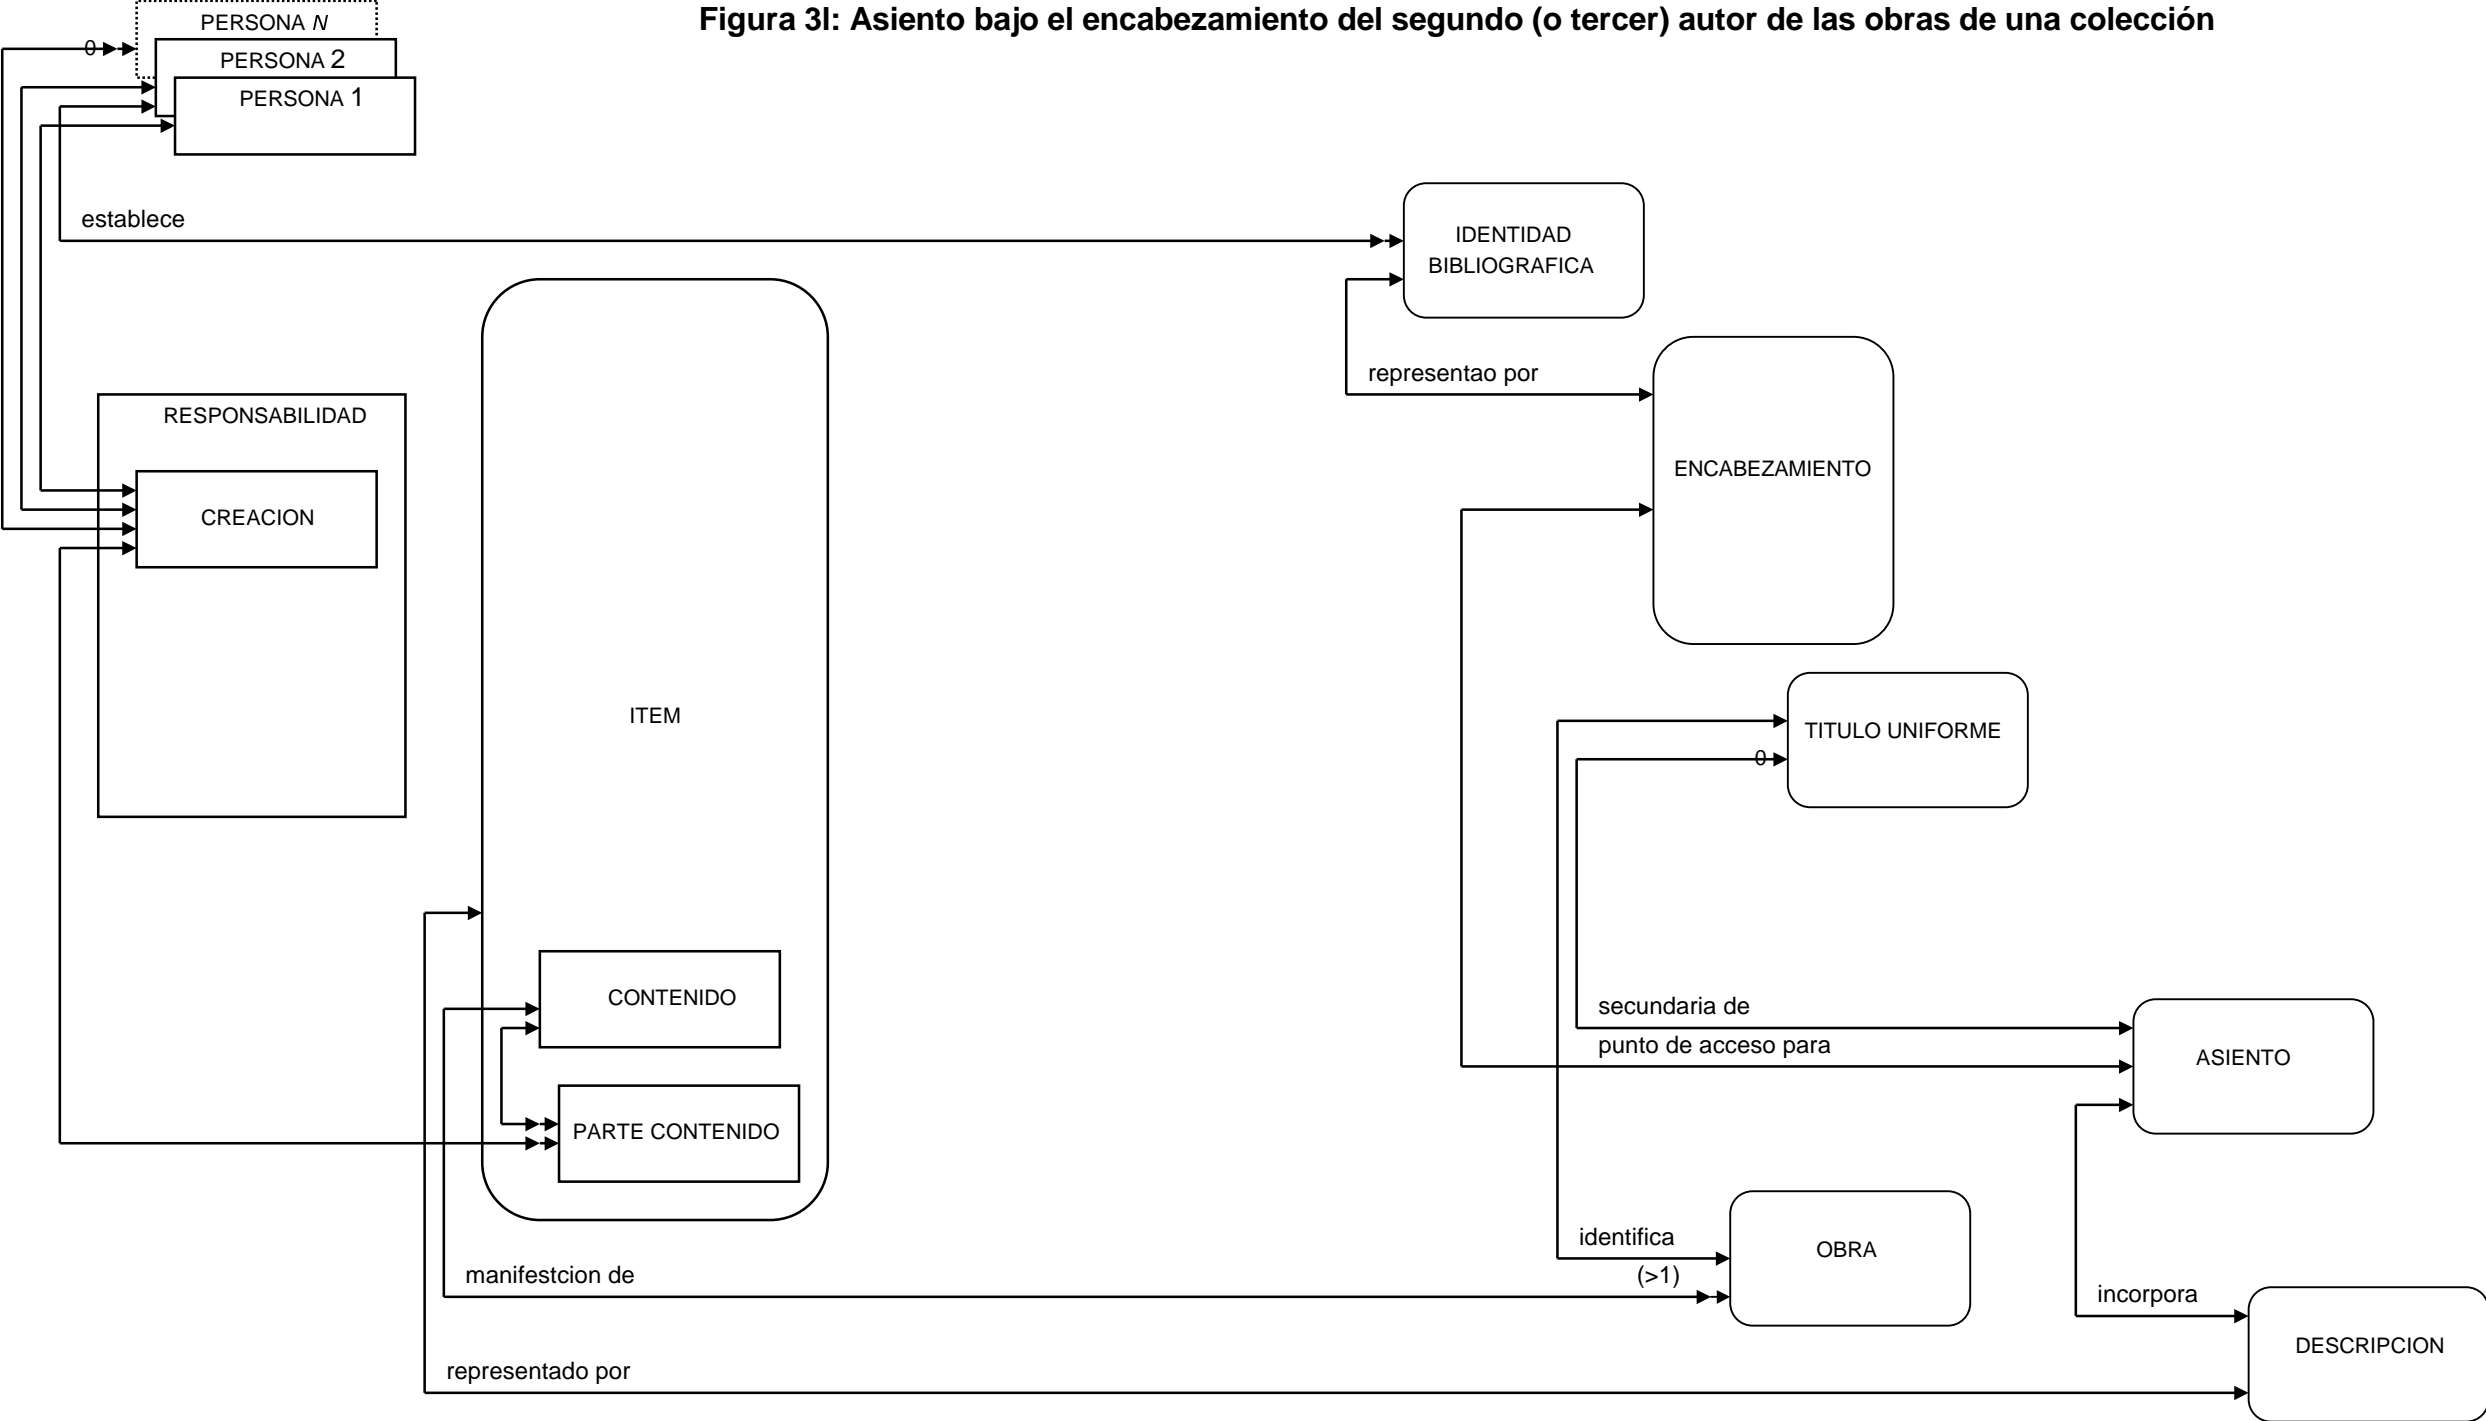 Figura 3I: Asiento bajo el encabezamiento del segundo (o tercer) autor de las obras de una colección
PERSONA N
0
PERSONA 2
PERSONA 1
establece
IDENTIDAD
BIBLIOGRAFICA
representao por
RESPONSABILIDAD
ENCABEZAMIENTO
CREACION
ITEM
TITULO UNIFORME
0
CONTENIDO
secundaria de
punto de acceso para
ASIENTO
PARTE CONTENIDO
identifica
OBRA
manifestcion de
(>1)
incorpora
DESCRIPCION
representado por